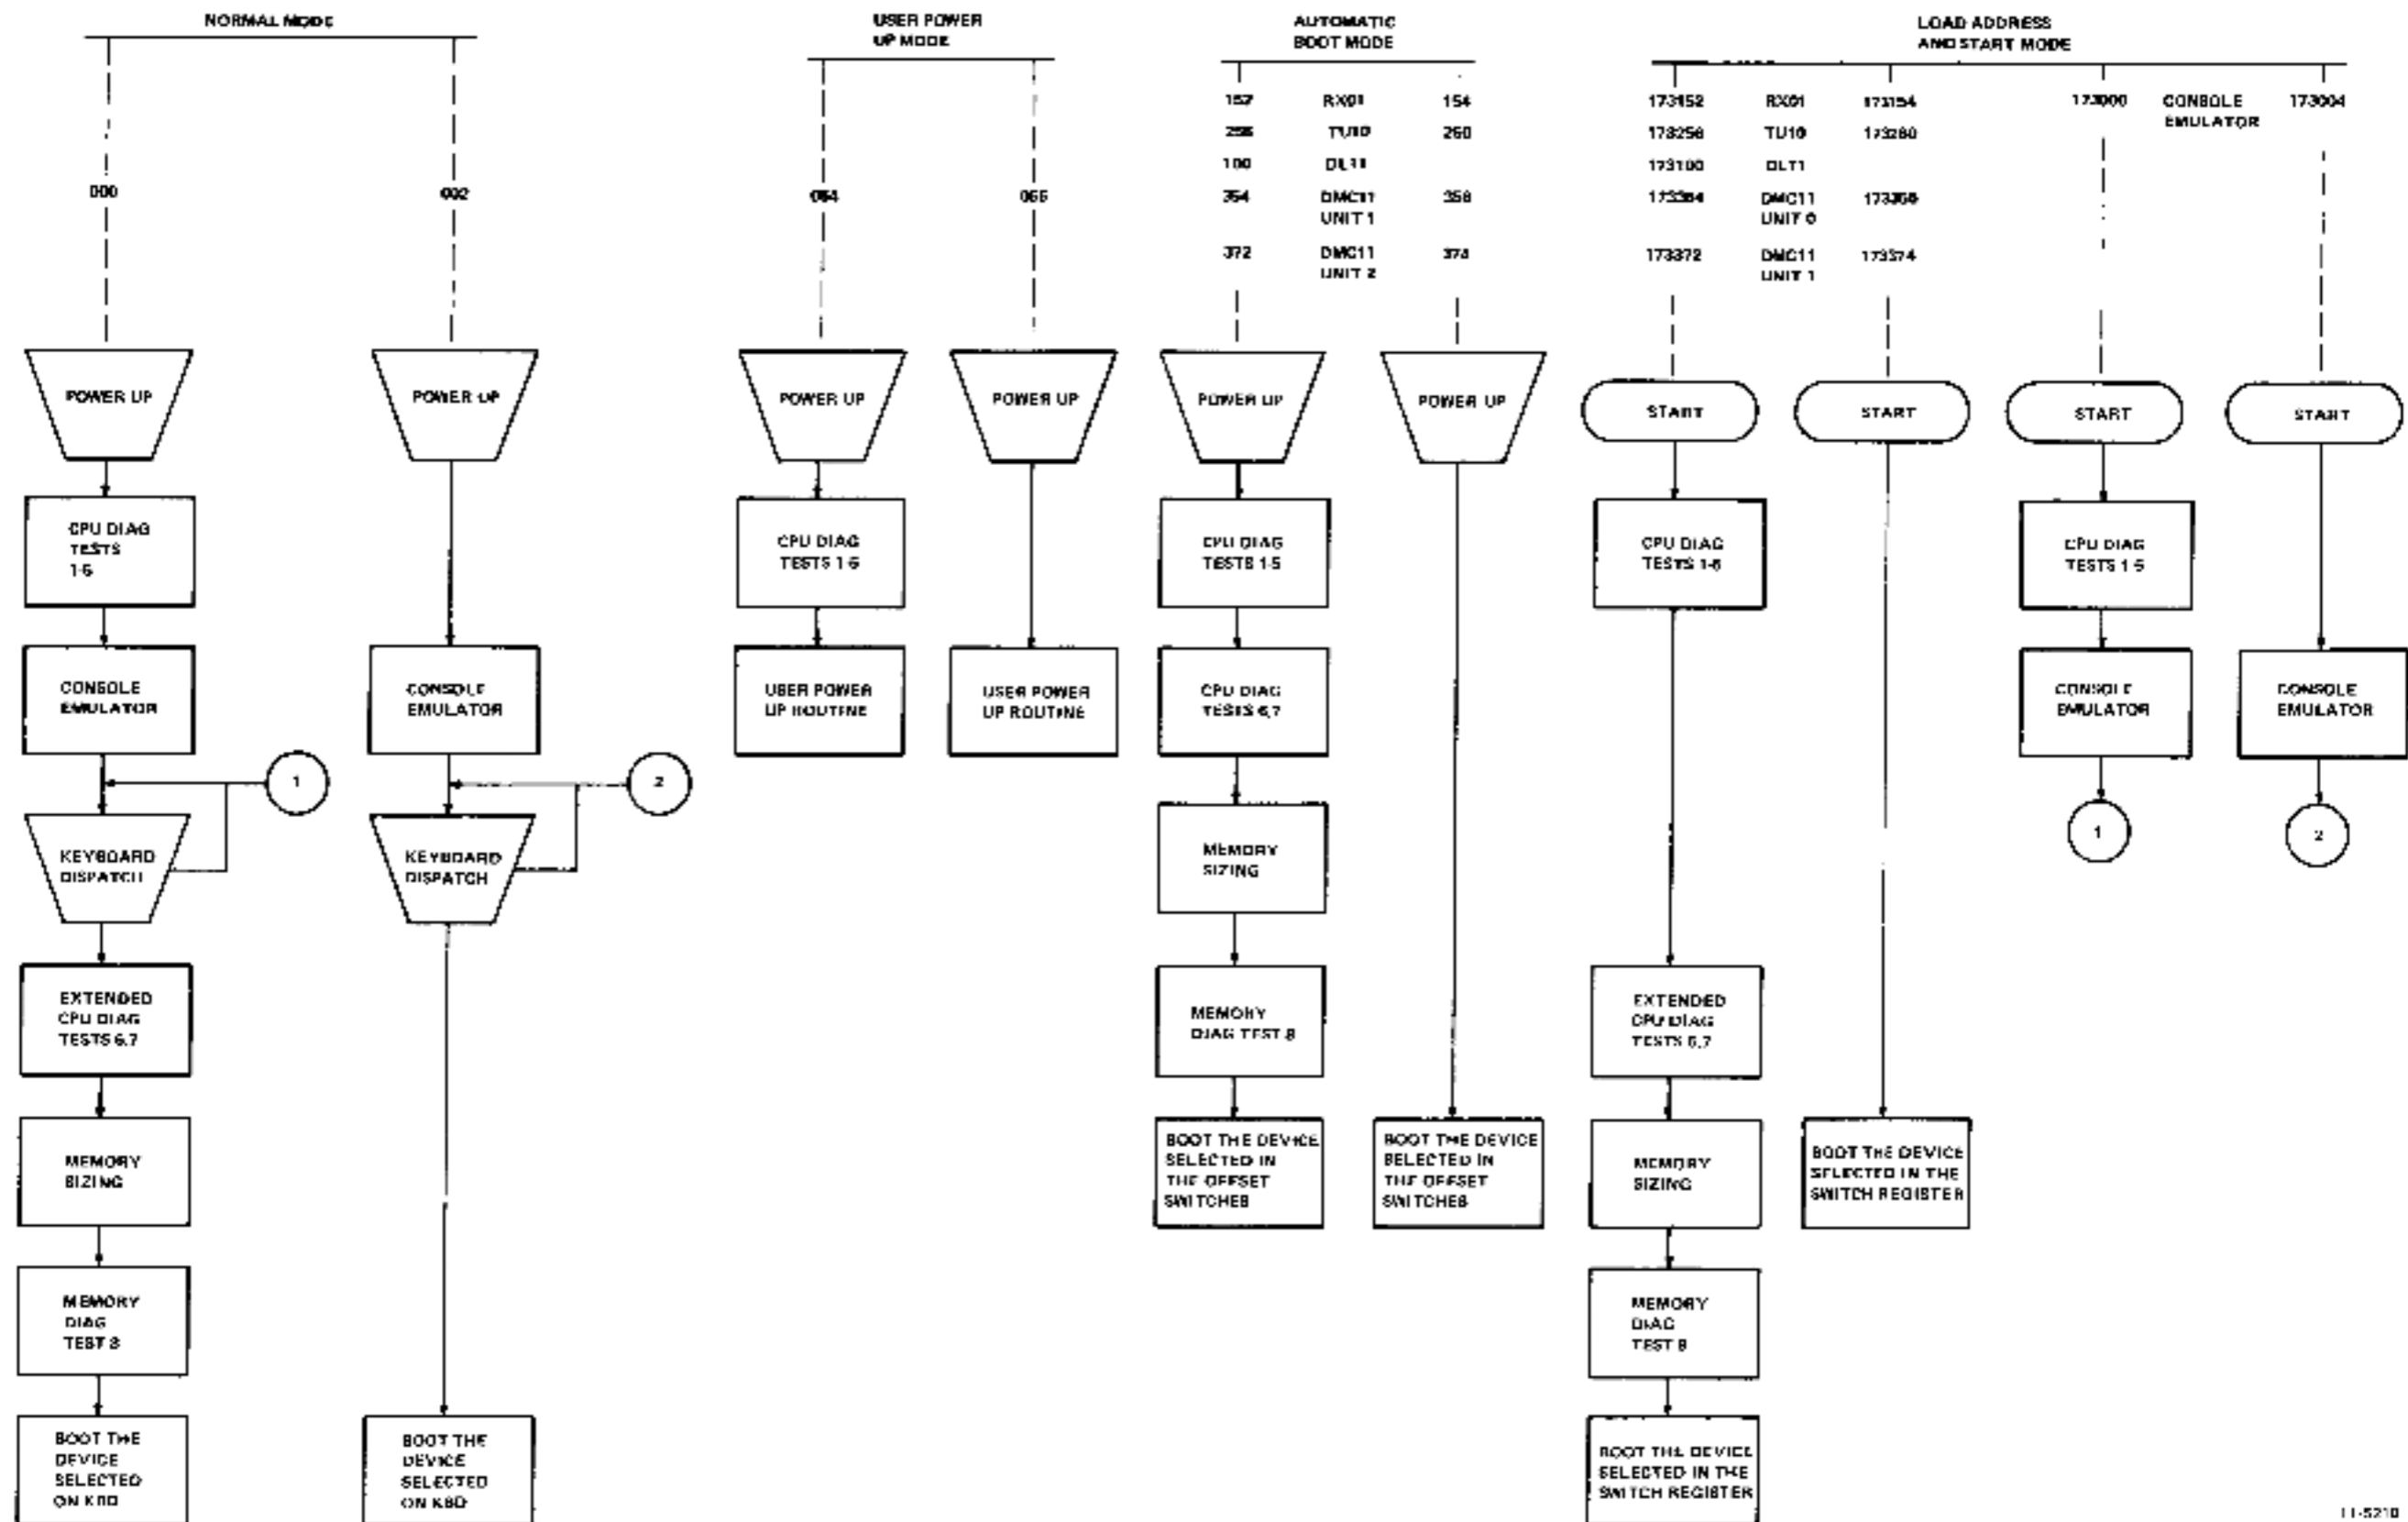 NORMAL MODE
000
002
POWER UP
POWER UP
CPU DIAG
TESTS
1-5
CONSOLE
EMULATOR
CONSOLE
EMULATOR
1
2
KEYBOARD
DISPATCH
KEYBOARD
DISPATCH
EXTENDED
CPU DIAG
TESTS 6,7
MEMORY
SIZING
MEMORY
DIAG
TEST 8
BOOT THE
DEVICE
SELECTED
ON KBD
BOOT THE
DEVICE
SELECTED
ON KBD
USER POWER
UP MODE
POWER UP
POWER UP
CPU DIAG
TESTS 1-5
USER POWER
UP ROUTINE
USER POWER
UP ROUTINE
AUTOMATIC
BOOT MODE
152 RX01 154
TU10
100 DL11
DMC11
UNIT 1
372 DMC11 374
UNIT 2
POWER UP
POWER UP
CPU DIAG
TESTS 1-5
CPU DIAG
TESTS 6,7
MEMORY
SIZING
MEMORY
DIAG TEST 8
BOOT THE DEVICE
SELECTED IN
THE OFFSET
SWITCHES
BOOT THE DEVICE
SELECTED IN
THE OFFSET
SWITCHES
LOAD ADDRESS
AND START MODE
173152 RX01 173154 173000 CONSOLE 173004
EMULATOR
TU10
173100
DMC11
UNIT 0
173372 DMC11 173374
UNIT 1
START
START
START
START
CPU DIAG
TESTS 1-5
CPU DIAG
TESTS 1-5
CONSOLE
EMULATOR
CONSOLE
EMULATOR
1
2
EXTENDED
CPU DIAG
TESTS 6,7
MEMORY
SIZING
BOOT THE DEVICE
SELECTED IN THE
SWITCH REGISTER
MEMORY
DIAG
TEST 8
BOOT THE DEVICE
SELECTED IN THE
SWITCH REGISTER
11-5210